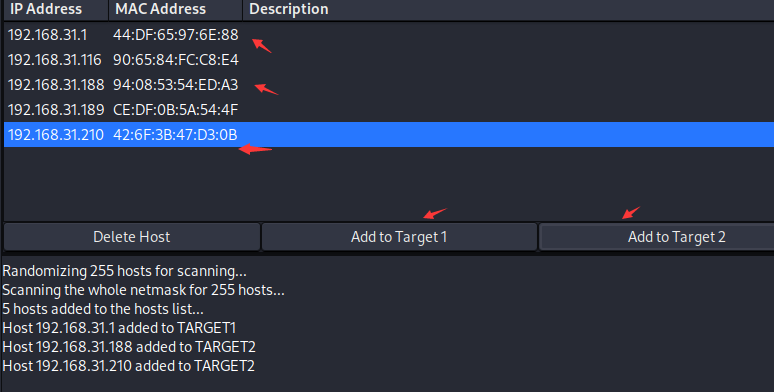 IP Address MAC Address Description
192.168.31.1 44:DF:65:97:6E:88
192.168.31.116 90:65:84:FC:C8:E4
192.168.31.188 94:08:53:54:ED:A3
192.168.31.189 CE:DF:0B:5A:54:4F
192.168.31.210 42:6F:3B:47:D3:0B
Delete Host Add to Target 1 Add to Target 2
Randomizing 255 hosts for scanning...
Scanning the whole netmask for 255 hosts...
5 hosts added to the hosts list...
Host 192.168.31.1 added to TARGET1
Host 192.168.31.188 added to TARGET2
Host 192.168.31.210 added to TARGET2